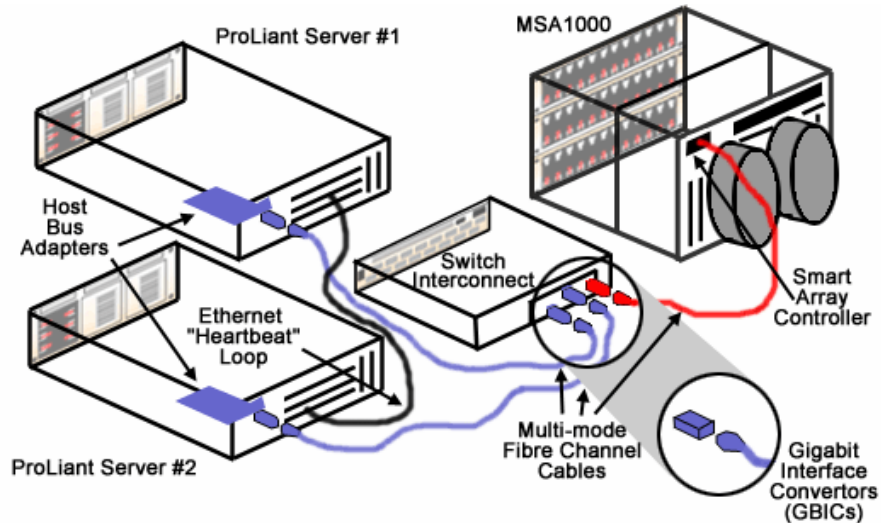 ProLiant Server #1
MSA1000
Host
Bus
Adapters
Switch
Interconnect
Ethernet
"Heartbeat"
Loop
Smart
Array
Controller
ProLiant Server #2
Multi-mode
Fibre Channel
Cables
Gigabit
Interface
Convertors
(GBICs)